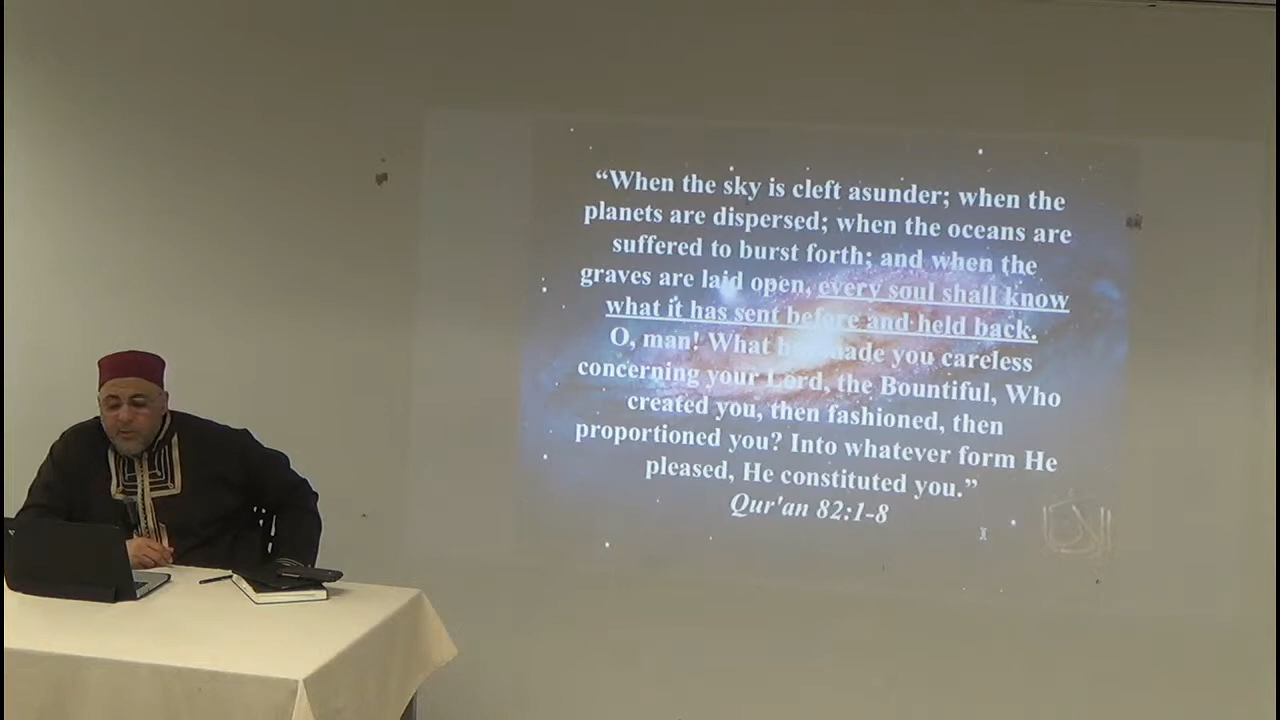 “When the sky is cleft asunder; when the
planets are dispersed; when the oceans are
suffered to burst forth; and when the
graves are laid open, every soul shall know
what it has sent before and held back.
O, man! What has made you careless
concerning your Lord, the Bountiful, Who
created you, then fashioned, then
proportioned you? Into whatever form He
pleased, He constituted you.”
Qur'an 82:1-8